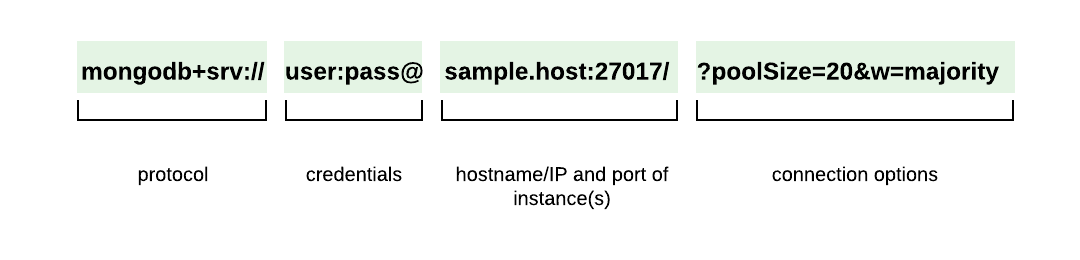 mongodb+srv:// user:pass@ sample.host:27017/ ?poolSize=20&w=majority
protocol credentials hostname/IP and port of connection options
instance(s)